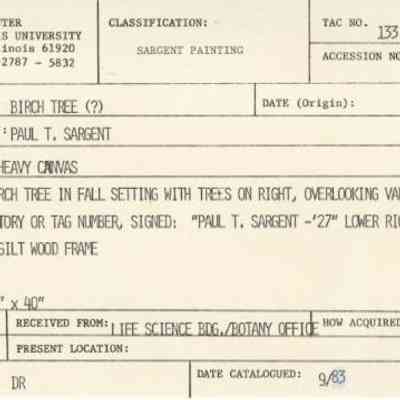 CLASSIFICATION:
TAC NO. 133
S UNIVERSITY
inois 61920
SARGENT PAINTING
2787 - 5832
ACCESSION NO
BIRCH TREE (?)
DATE (Origin):
: PAUL T. SARGENT
HEAVY CANVAS
RCH TREE IN FALL SETTING WITH TREES ON RIGHT, OVERLOOKING VA
TORY OR TAG NUMBER, SIGNED: "PAUL T. SARGENT -'27" LOWER RI
GILT WOOD FRAME
" x 40"
RECEIVED FROM: LIFE SCIENCE BDG./BOTANY OFFICE
HOW ACQUIRED
PRESENT LOCATION:
DR
DATE CATALOGUED: 9/83